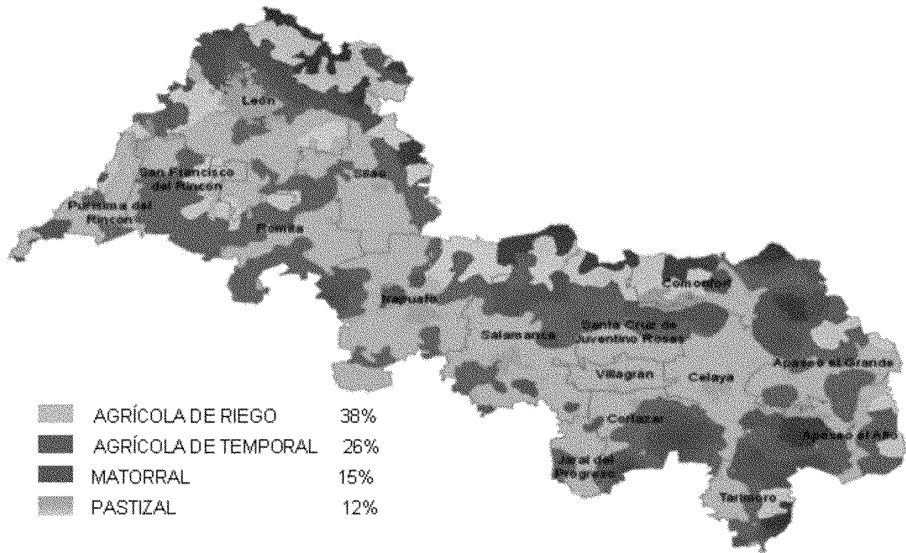 León
San Francisco
del Rincón
Silao
Purísima del
Rincón
Romita
Comonfort
Irapuato
Salamanca
Santa Cruz de
Juventino Rosas
Apaseo el Grande
Villagran
Celaya
Cortazar
Apaseo el Alto
Jaral del
Progreso
Tarimoro
AGRÍCOLA DE RIEGO 38%
AGRÍCOLA DE TEMPORAL 26%
MATORRAL 15%
PASTIZAL 12%